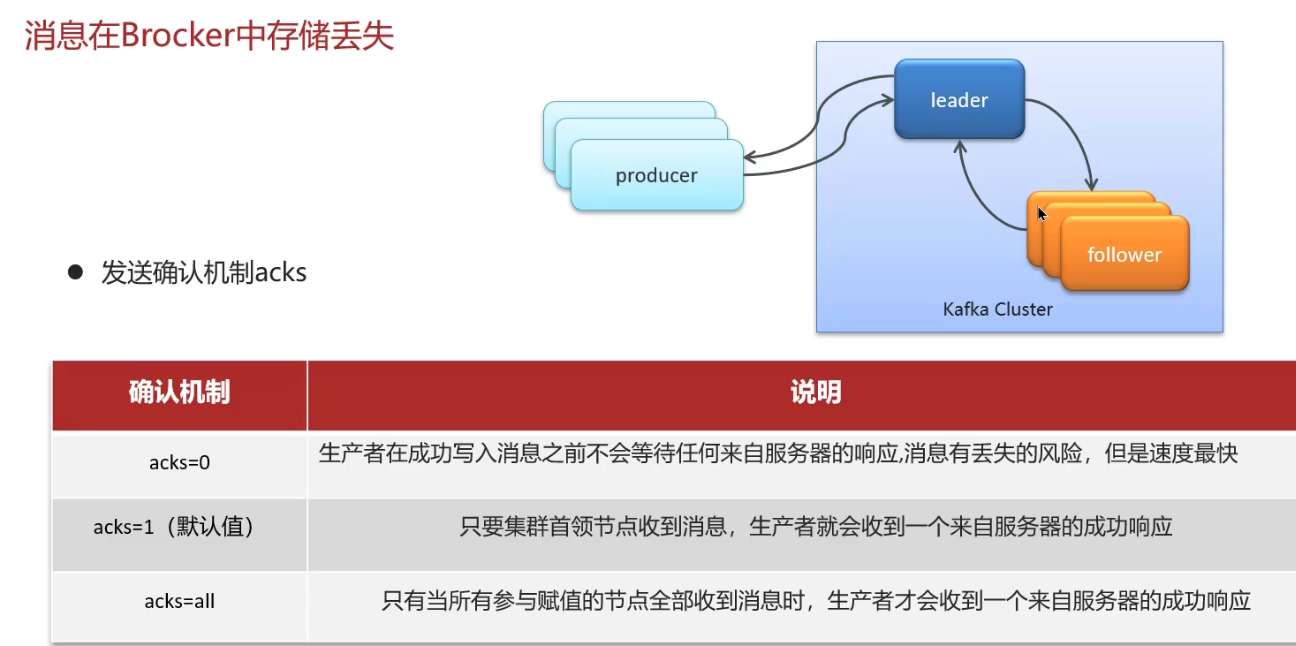 消息在Brocker中存储丢失
leader
producer
follower
Kafka Cluster
● 发送确认机制acks
确认机制 说明
acks=0 生产者在成功写入消息之前不会等待任何来自服务器的响应,消息有丢失的风险，但是速度最快
acks=1（默认值） 只要集群首领节点收到消息，生产者就会收到一个来自服务器的成功响应
acks=all 只有当所有参与赋值的节点全部收到消息时，生产者才会收到一个来自服务器的成功响应